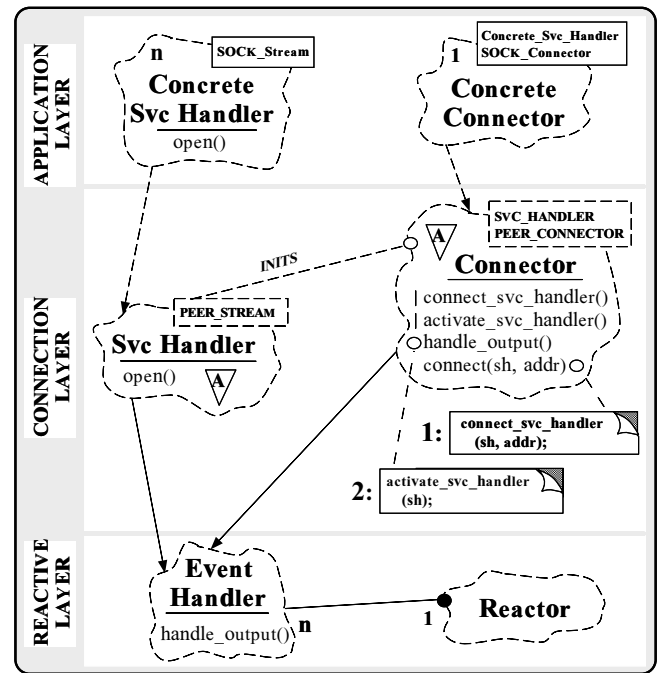 APPLICATION
LAYER
n
SOCK_Stream
Concrete
Svc Handler
open()
Concrete_Svc_Handler
SOCK_Connector
1
Concrete
Connector
CONNECTION
LAYER
INITS
SVC_HANDLER
PEER_CONNECTOR
A
Connector
connect_svc_handler()
activate_svc_handler()
handle_output()
connect(sh, addr)
PEER_STREAM
Svc Handler
open()
A
1:
connect_svc_handler
(sh, addr);
2:
activate_svc_handler
(sh);
REACTIVE
LAYER
Event
Handler
handle_output()
n
1
Reactor